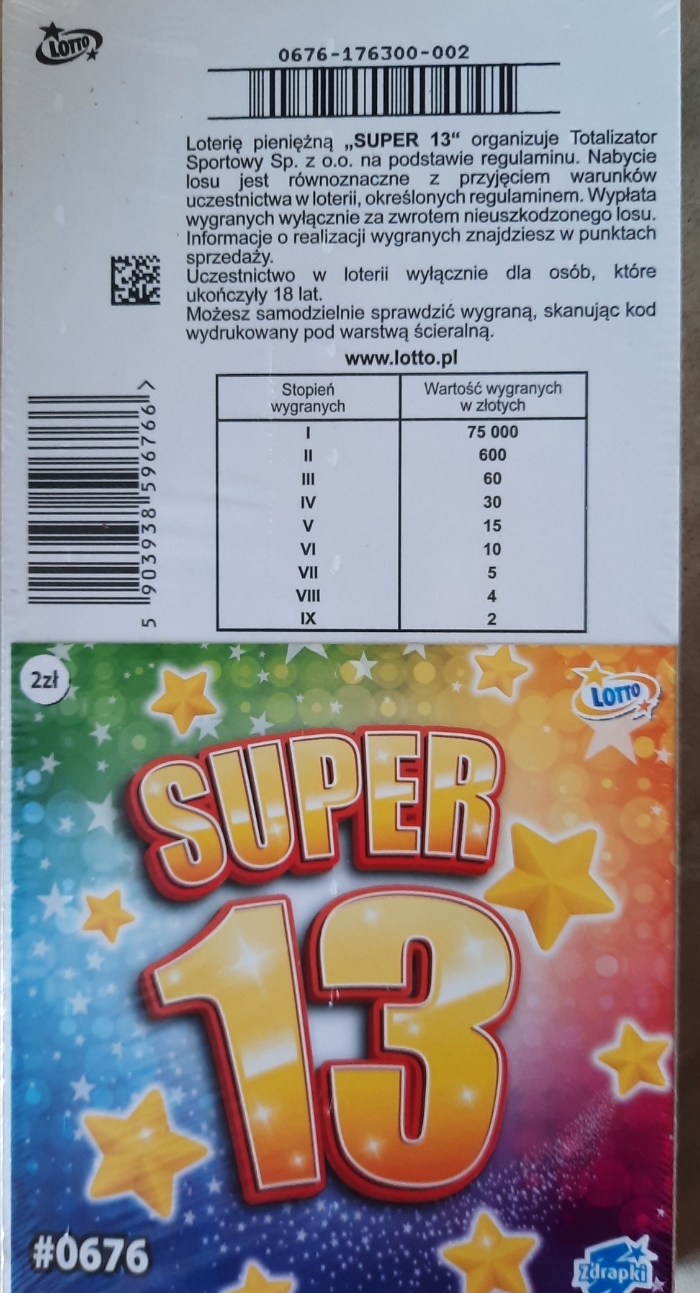 LOTTO
0676-176300-002
Loterię pieniężną „SUPER 13“ organizuje Totalizator
Sportowy Sp. z o.o. na podstawie regulaminu. Nabycie
losu jest równoznaczne z przyjęciem warunków
uczestnictwa w loterii, określonych regulaminem. Wypłata
wygranych wyłącznie za zwrotem nieuszkodzonego losu.
Informacje o realizacji wygranych znajdziesz w punktach
sprzedaży.
Uczestnictwo w loterii wyłącznie dla osób, które
ukończyły 18 lat.
Możesz samodzielnie sprawdzić wygraną, skanując kod
wydrukowany pod warstwą ścieralną.
www.lotto.pl
Stopień wygranych Wartość wygranych w złotych
I 75 000
II 600
III 60
IV 30
V 15
VI 10
VII 5
VIII 4
IX 2
5 903938 596766 >
2zł
LOTTO
SUPER
13
#0676
Zdrapki